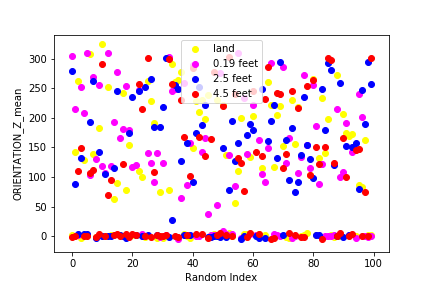 land
0.19 feet
2.5 feet
4.5 feet
300
250
200
150
100
50
0
ORIENTATION_Z_mean
0 20 40 60 80 100
Random Index